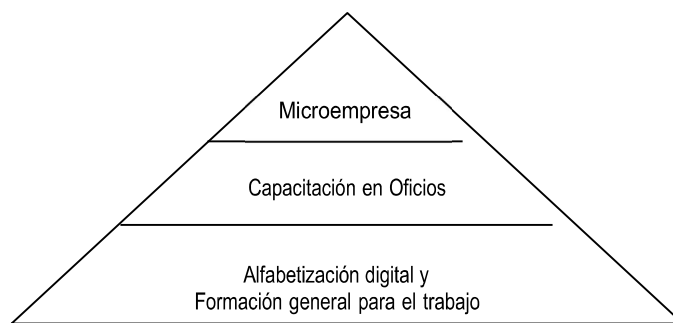 Microempresa
Capacitación en Oficios
Alfabetización digital y
Formación general para el trabajo